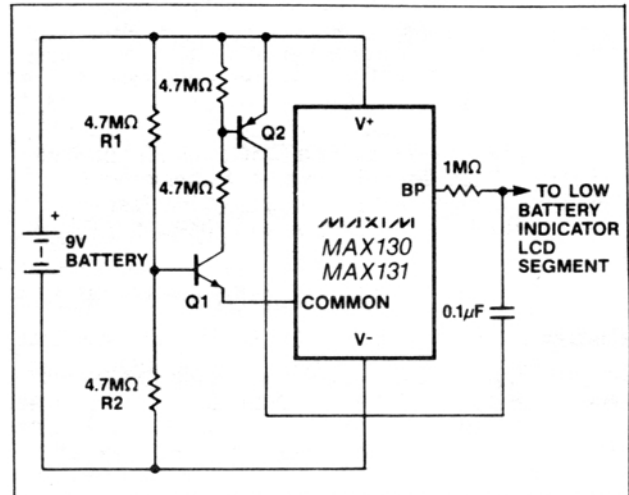 4.7MΩ
4.7MΩ
R1
Q2
V+
1MΩ
4.7MΩ
BP
TO LOW
BATTERY
INDICATOR
LCD
SEGMENT
+
9V
BATTERY
MAXIM
MAX130
MAX131
Q1
COMMON
0.1μF
V-
4.7MΩ
R2